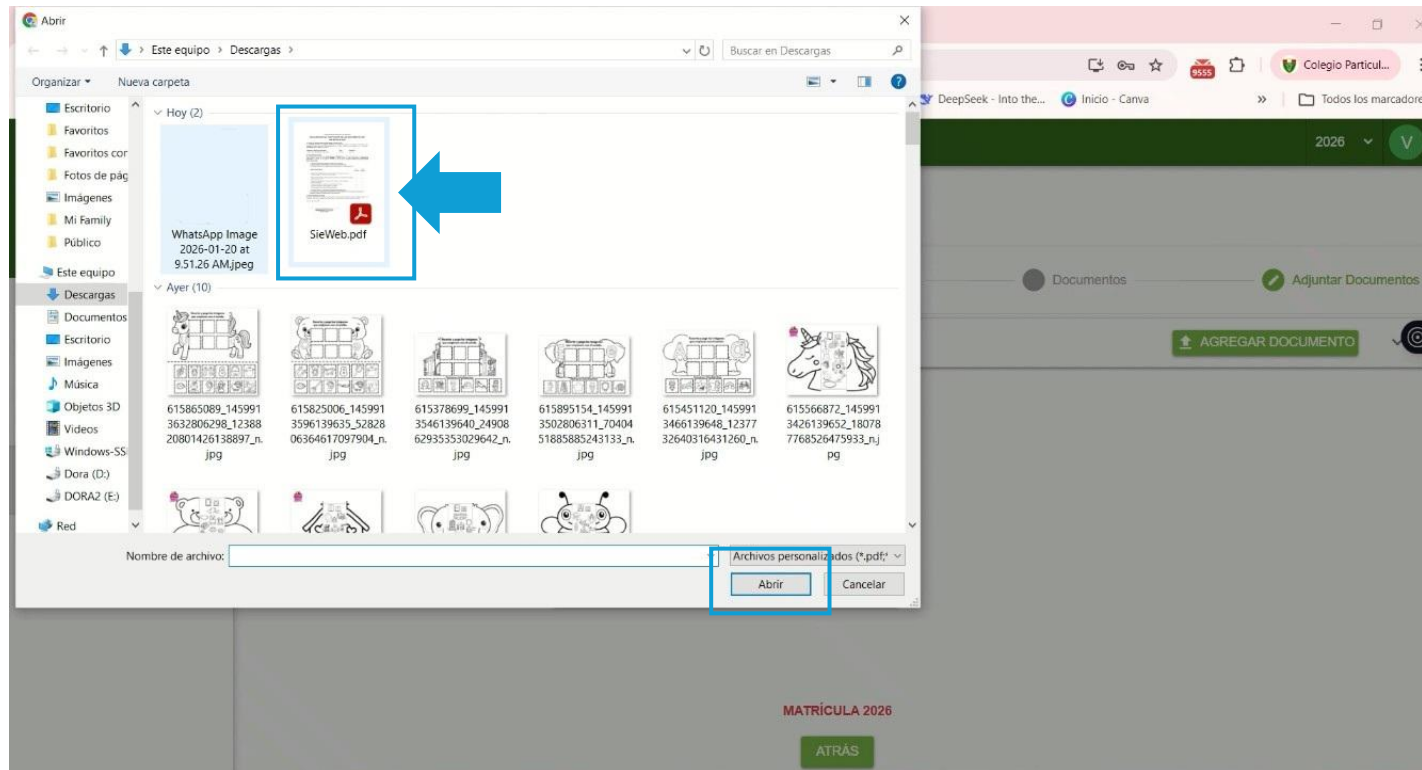 Abrir
Este equipo > Descargas >
Buscar en Descargas
Organizar
Nueva carpeta
Escritorio
Favoritos
Favoritos cor
Fotos de pág
Imágenes
Mi Family
Público
Este equipo
Descargas
Documentos
Escritorio
Imágenes
Música
Objetos 3D
Videos
Windows-SS
Dora (D:)
DORA2 (E:)
Red
Hoy (2)
WhatsApp Image
2026-01-20 at
9.51.26 AM.jpeg
SieWeb.pdf
Ayer (10)
615865089_145991
3632806298_12388
20801426138897_n.
jpg
615825006_145991
3596139635_52828
06364617097904_n.
jpg
615378699_145991
3546139640_24908
62935353029642_n.
jpg
615895154_145991
3502806311_70404
51885885243133_n.
jpg
615451120_145991
3466139648_12377
32640316431260_n.
jpg
615566872_145991
3426139652_18078
7768526475933_n.j
pg
Nombre de archivo:
Archivos personalizados (*.pdf;*
Abrir
Cancelar
9555
Colegio Particul...
DeepSeek - Into the...
Inicio - Canva
»
Todos los marcadore
2026
V
Documentos
Adjuntar Documentos
AGREGAR DOCUMENTO
MATRÍCULA 2026
ATRÁS